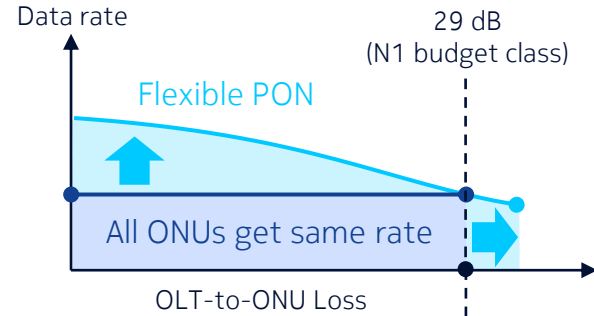 Data rate
29 dB
(N1 budget class)
Flexible PON
All ONUs get same rate
OLT-to-ONU Loss